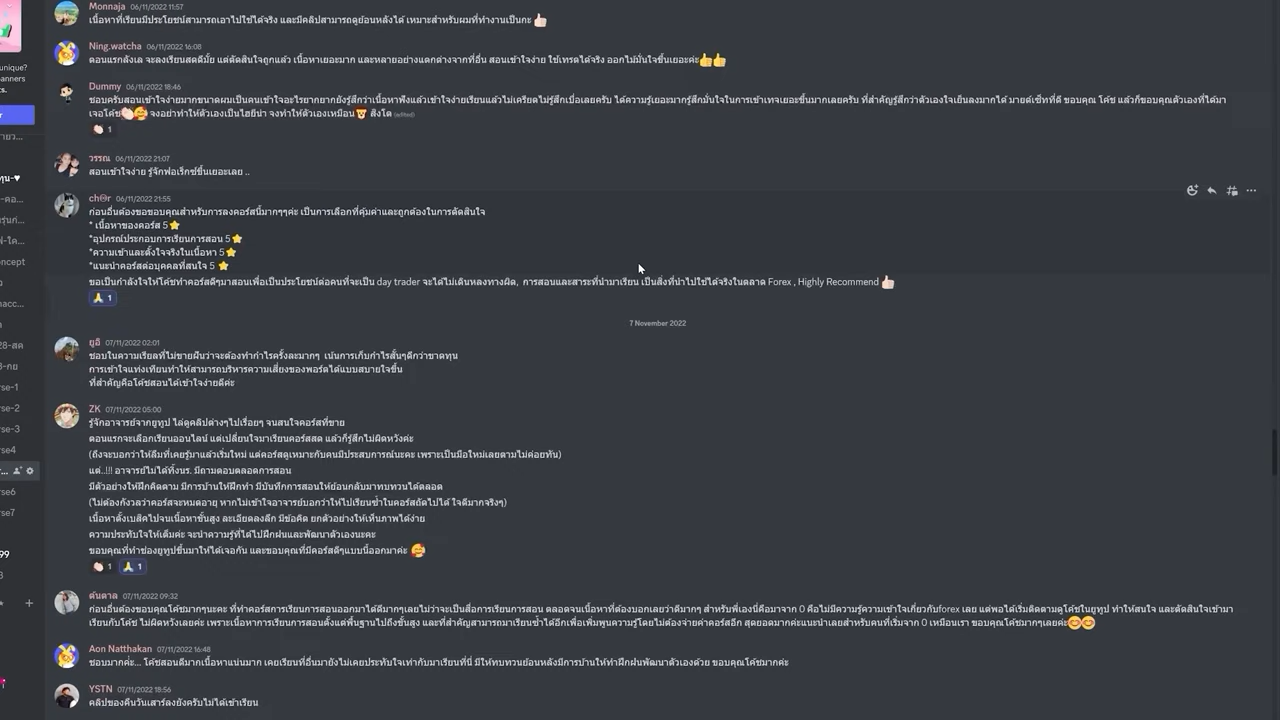 Monnaja 06/11/2022 11:57
เนื้อหาที่เรียนมีประโยชน์สามารถเอาไปใช้ได้จริง และมีคลิปสามารถดูย้อนหลังได้ เหมาะสำหรับผมที่ทำงานเป็นกะ 👍🏻
unique?
anners
ts.
Ning.watcha 06/11/2022 16:08
ตอนแรกลังเล จะลงเรียนสดดีมั้ย แต่ตัดสินใจถูกแล้ว เนื้อหาเยอะมาก และหลายอย่างแตกต่างจากที่อื่น สอนเข้าใจง่าย ใช้เทรดได้จริง ออกไม้มั่นใจขึ้นเยอะค่ะ👍👍
Dummy 06/11/2022 18:46
ชอบครับสอนเข้าใจง่ายมากขนาดผมเป็นคนเข้าใจอะไรยากยากยังรู้สึกว่าเนื้อหาฟังแล้วเข้าใจง่ายเรียนแล้วไม่เครียดไม่รู้สึกเบื่อเลยครับ ได้ความรู้เยอะมากรู้สึกมั่นใจในการเข้าเทรดเยอะขึ้นมากเลยครับ ที่สำคัญรู้สึกว่าตัวเองใจเย็นลงมากได้ มายด์เซ็ทที่ดี ขอบคุณ โค้ช แล้วก็ขอบคุณตัวเองที่ได้มา
เจอโค้ช👏🏻🥰 จงอย่าทำให้ตัวเองเป็นไฮยีน่า จงทำให้ตัวเองเหมือน🦁 สิงโต (edited)
1
วรรณ 06/11/2022 21:07
สอนเข้าใจง่าย รู้จักฟอเร็กซ์ขึ้นเยอะเลย ..
06/11/2022 21:55
ก่อนอื่นต้องขอขอบคุณสำหรับการลงคอร์สนี้มากๆๆค่ะ เป็นการเลือกที่คุ้มค่าและถูกต้องในการตัดสินใจ
* เนื้อหาของคอร์ส 5⭐
*อุปกรณ์ประกอบการเรียนการสอน 5⭐
*ความเข้าและตั้งใจจริงในเนื้อหา 5⭐
*แนะนำคอร์สต่อบุคคลที่สนใจ 5 ⭐
ขอเป็นกำลังใจให้โค้ชทำคอร์สดีๆมาสอนเพื่อเป็นประโยชน์ต่อคนที่จะเป็น day trader จะได้ไม่เดินหลงทางผิด, การสอนและสาระที่นำมาเรียน เป็นสิ่งที่นำไปใช้ได้จริงในตลาด Forex , Highly Recommend 👍🏻
🙏 1
7 November 2022
ยูอิ 07/11/2022 02:01
ชอบในความเรียลที่ไม่ขายฝันว่าจะต้องทำกำไรครั้งละมากๆ เน้นการเก็บกำไรสั้นๆดีกว่าขาดทุน
การเข้าใจแท่งเทียนทำให้สามารถบริหารความเสี่ยงของพอร์ตได้แบบสบายใจขึ้น
ที่สำคัญคือโค้ชสอนได้เข้าใจง่ายดีค่ะ
ZK 07/11/2022 05:00
รู้จักอาจารย์จากยูทูป ไล่ดูคลิปต่างๆไปเรื่อยๆ จนสนใจคอร์สที่ขาย
ตอนแรกจะเลือกเรียนออนไลน์ แต่เปลี่ยนใจมาเรียนคอร์สสด แล้วก็รู้สึกไม่ผิดหวังค่ะ
(ถึงจะบอกว่าให้ลืมที่เคยรู้มาแล้วเริ่มใหม่ แต่คอร์สดูเหมาะกับคนมีประสบการณ์นะคะ เพราะเป็นมือใหม่เลยตามไม่ค่อยทัน)
แต่..!!! อาจารย์ไม่ได้ทิ้งนร. มีถามตอบตลอดการสอน
มีตัวอย่างให้ฝึกคิดตาม มีการบ้านให้ฝึกทำ มีบันทึกการสอนให้ย้อนกลับมาทบทวนได้ตลอด
(ไม่ต้องกังวลว่าคอร์สจะหมดอายุ หากไม่เข้าใจอาจารย์บอกว่าให้ไปเรียนซ้ำในคอร์สถัดไปได้ ใจดีมากจริงๆ)
เนื้อหาตั้งเบสิคไปจนเนื้อหาชั้นสูง ละเอียดลงลึก มีข้อคิด ยกตัวอย่างให้เห็นภาพได้ง่าย
ความประทับใจให้เต็มค่ะ จะนำความรู้ที่ได้ไปฝึกฝนและพัฒนาตัวเองนะคะ
ขอบคุณที่ทำช่องยูทูปขึ้นมาให้ได้เจอกัน และขอบคุณที่มีคอร์สดีๆแบบนี้ออกมาค่ะ 🥰
1 🙏 1
ต้นตาล 07/11/2022 09:32
ก่อนอื่นต้องขอบคุณโค้ชมากๆนะคะ ที่ทำคอร์สการเรียนการสอนออกมาได้ดีมากๆเลยไม่ว่าจะเป็นสื่อการเรียนการสอน ตลอดจนเนื้อหาที่ต้องบอกเลยว่าดีมากๆ สำหรับพี่เองนี่คือมาจาก 0 คือไม่มีความรู้ความเข้าใจเกี่ยวกับforex เลย แต่พอได้เริ่มติดตามดูโค้ชในยูทูป ทำให้สนใจ และตัดสินใจเข้ามา
เรียนกับโค้ช ไม่ผิดหวังเลยค่ะ เพราะเนื้อหาการเรียนการสอนตั้งแต่พื้นฐานไปถึงขั้นสูง และที่สำคัญสามารถมาเรียนซ้ำได้อีกเพื่อเพิ่มพูนความรู้โดยไม่ต้องจ่ายค่าคอร์สอีก สุดยอดมากค่ะแนะนำเลยสำหรับคนที่เริ่มจาก 0 เหมือนเรา ขอบคุณโค้ชมากๆเลยค่ะ😊😊
Aon Natthakan 07/11/2022 16:48
ชอบมากค่ะ... โค้ชสอนดีมากเนื้อหาแน่นมาก เคยเรียนที่อื่นมายังไม่เคยประทับใจเท่ากับมาเรียนที่นี่ มีให้ทบทวนย้อนหลังมีการบ้านให้ทำฝึกฝนพัฒนาตัวเองด้วย ขอบคุณโค้ชมากค่ะ
YSTN 07/11/2022 18:56
คลิปของคืนวันเสาร์ลงยังครับไม่ได้เข้าเรียน